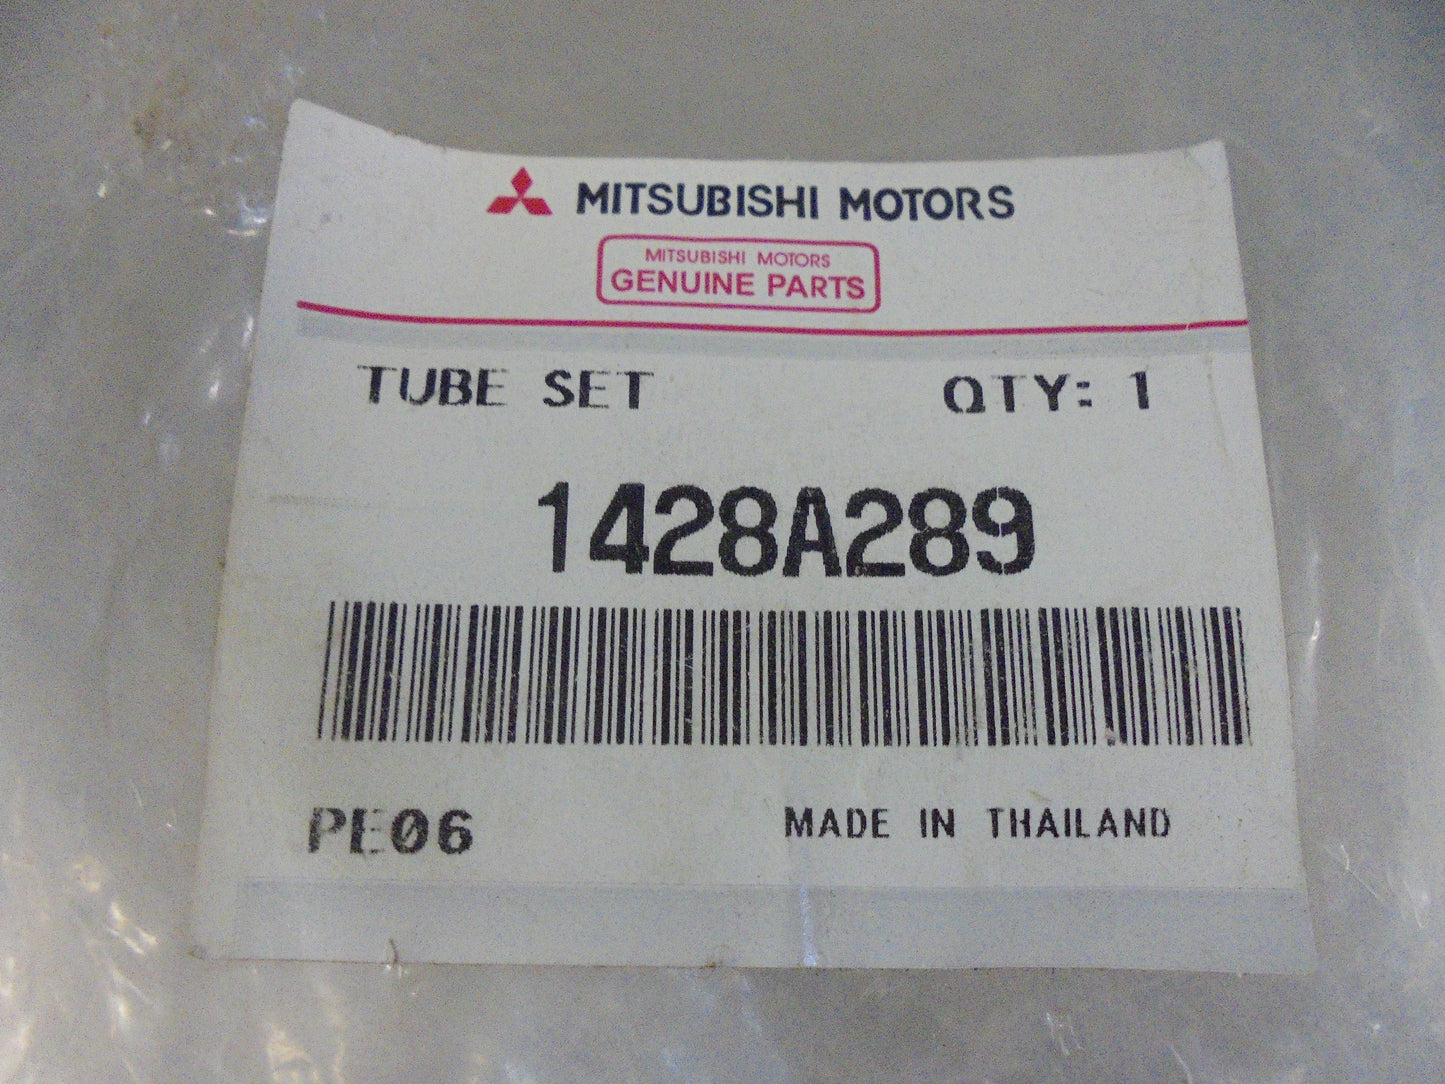 MITSUBISHI MOTORS
MITSUBISHI MOTORS
GENUINE PARTS
TUBE SET QTY: 1
1428A289
PE06 MADE IN THAILAND